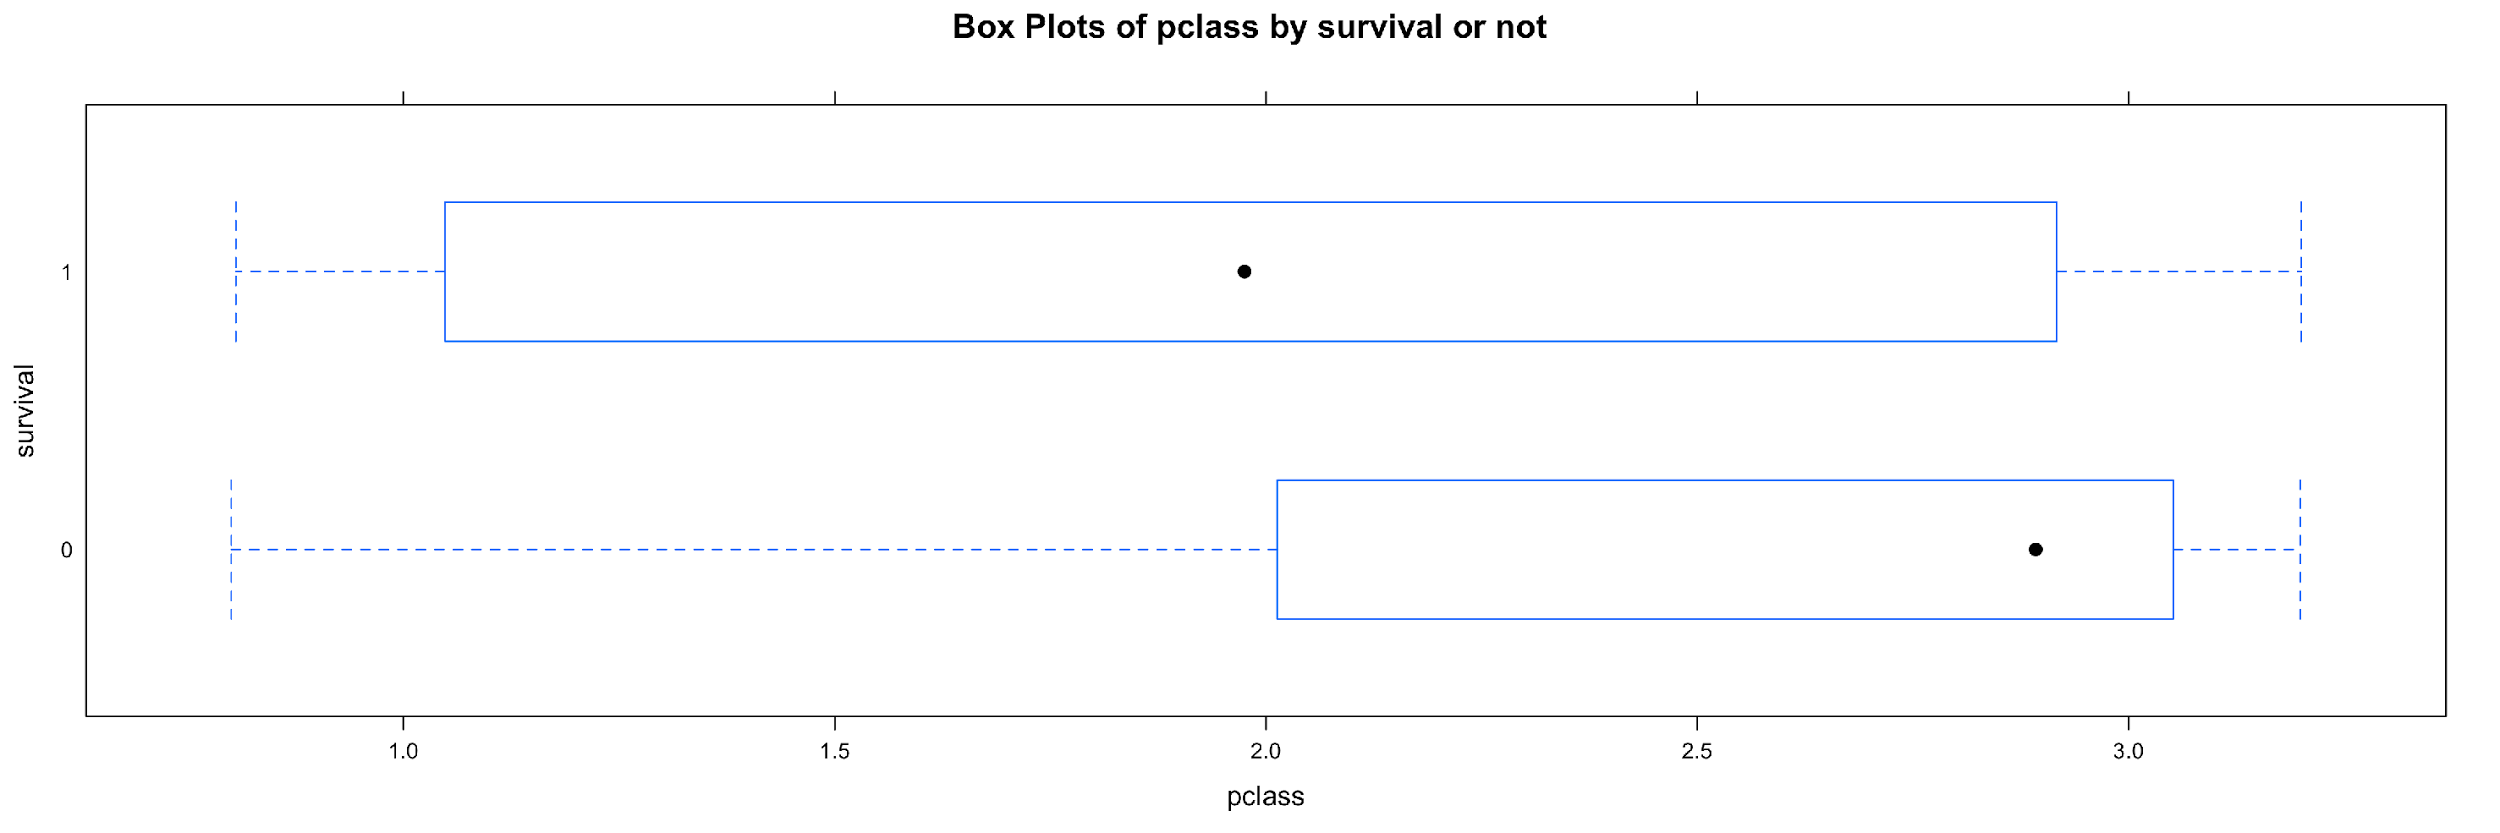 Box Plots of pclass by survival or not
survival
1
0
1.0 1.5 2.0 2.5 3.0
pclass